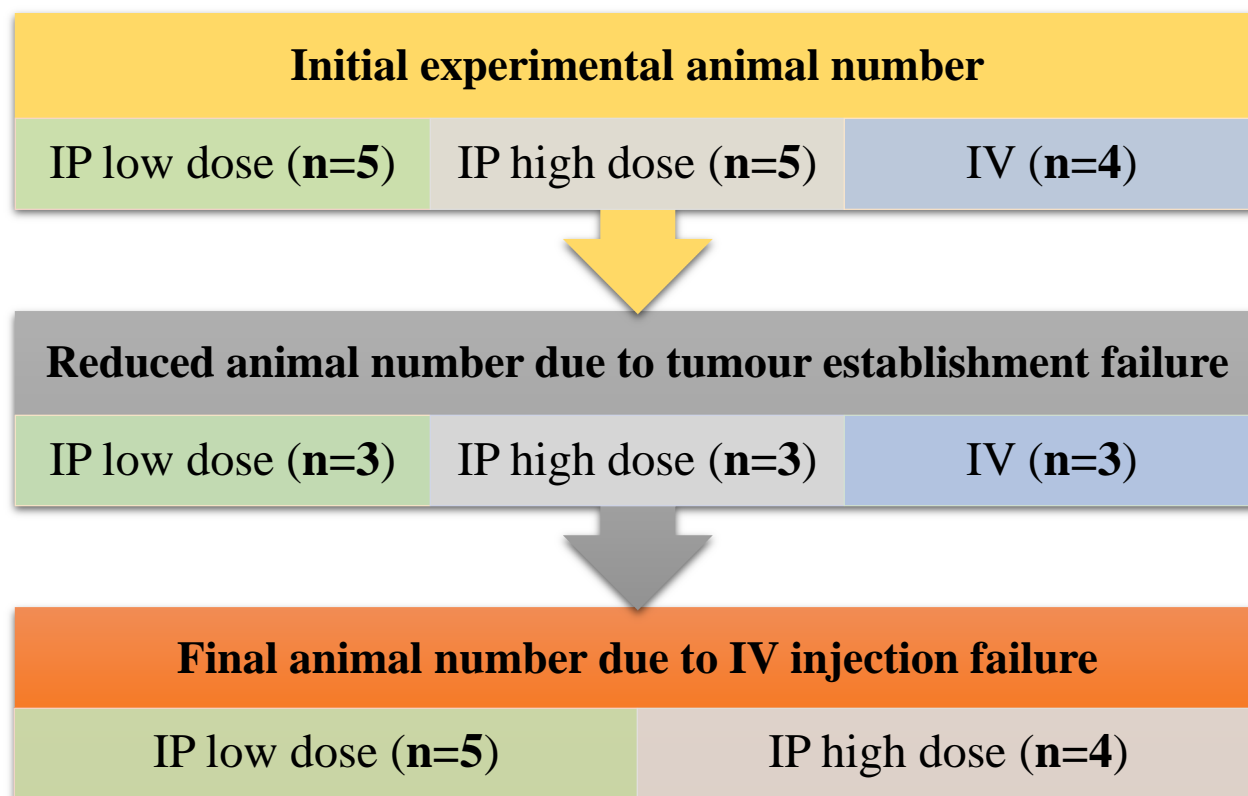 Initial experimental animal number
IP low dose (n=5) IP high dose (n=5) IV (n=4)
Reduced animal number due to tumour establishment failure
IP low dose (n=3) IP high dose (n=3) IV (n=3)
Final animal number due to IV injection failure
IP low dose (n=5) IP high dose (n=4)